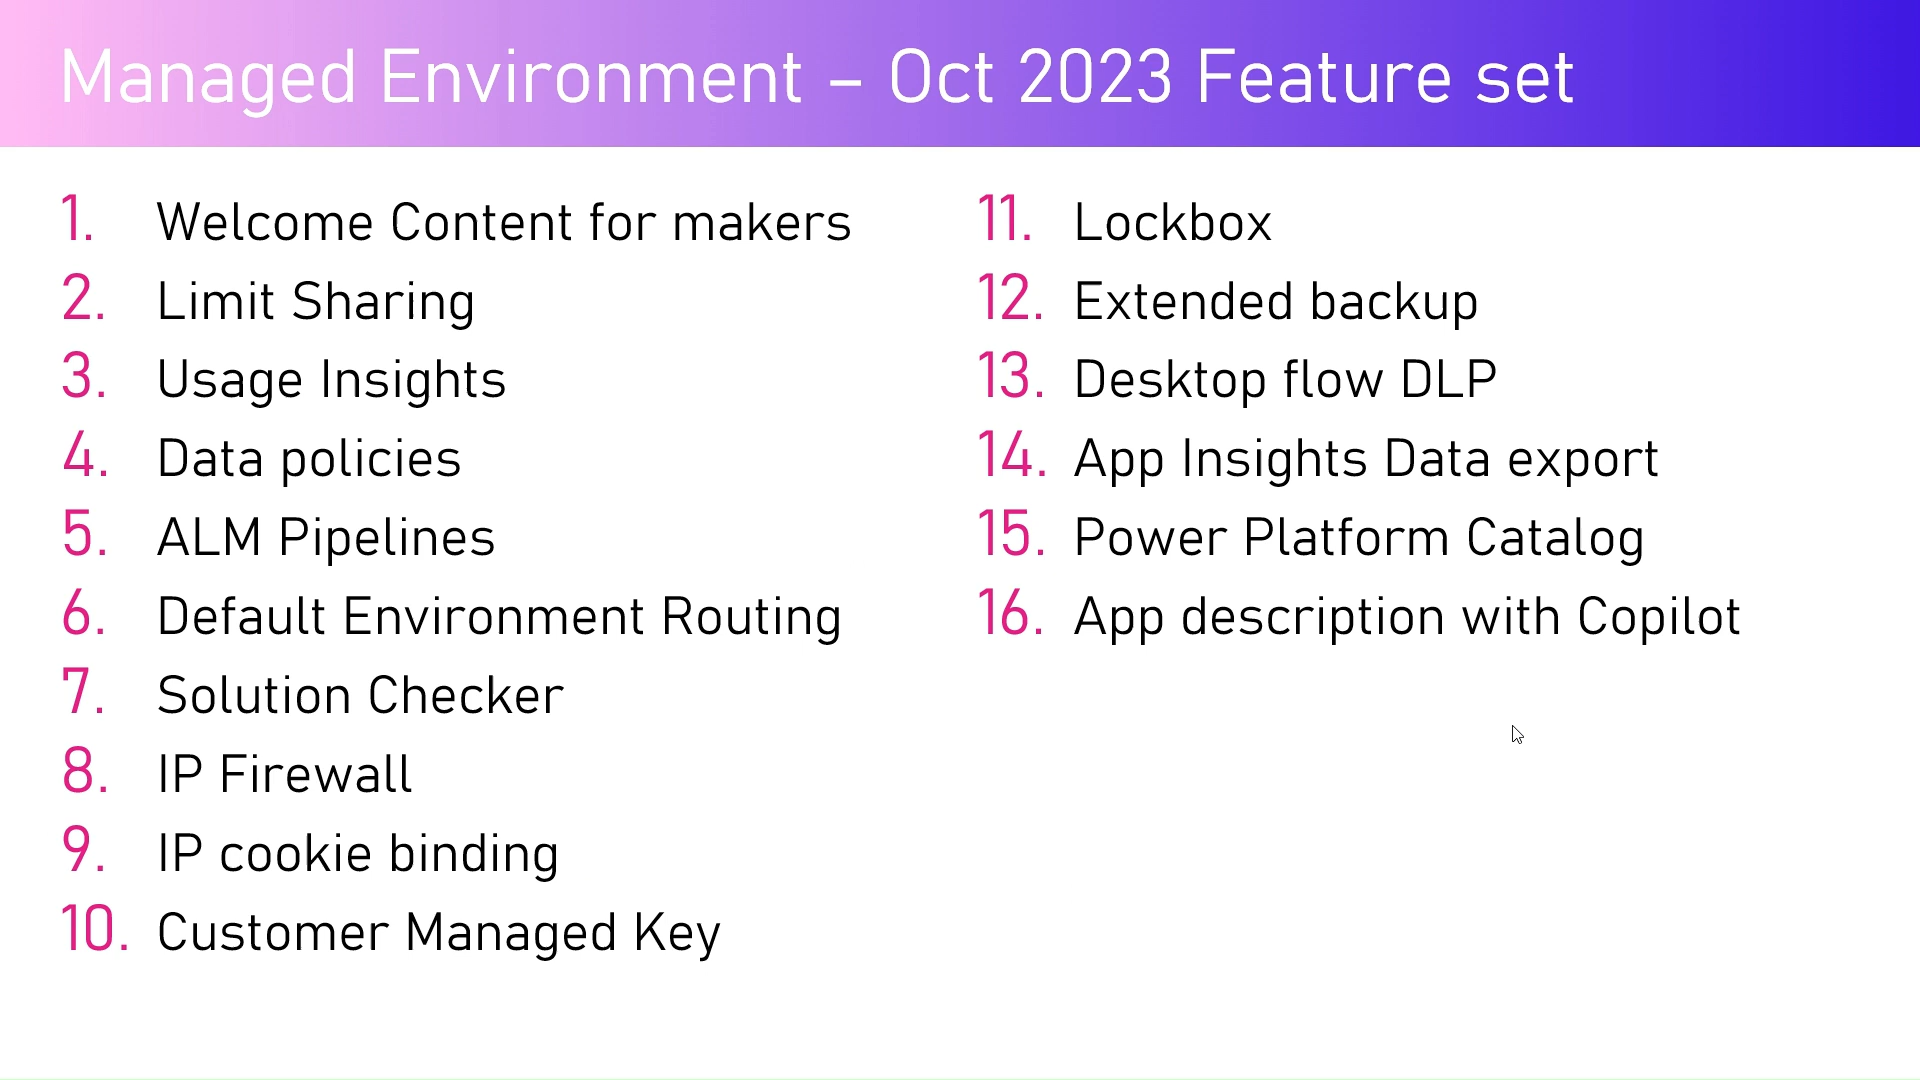 Managed Environment – Oct 2023 Feature set
1. Welcome Content for makers
2. Limit Sharing
3. Usage Insights
4. Data policies
5. ALM Pipelines
6. Default Environment Routing
7. Solution Checker
8. IP Firewall
9. IP cookie binding
10. Customer Managed Key
11. Lockbox
12. Extended backup
13. Desktop flow DLP
14. App Insights Data export
15. Power Platform Catalog
16. App description with Copilot